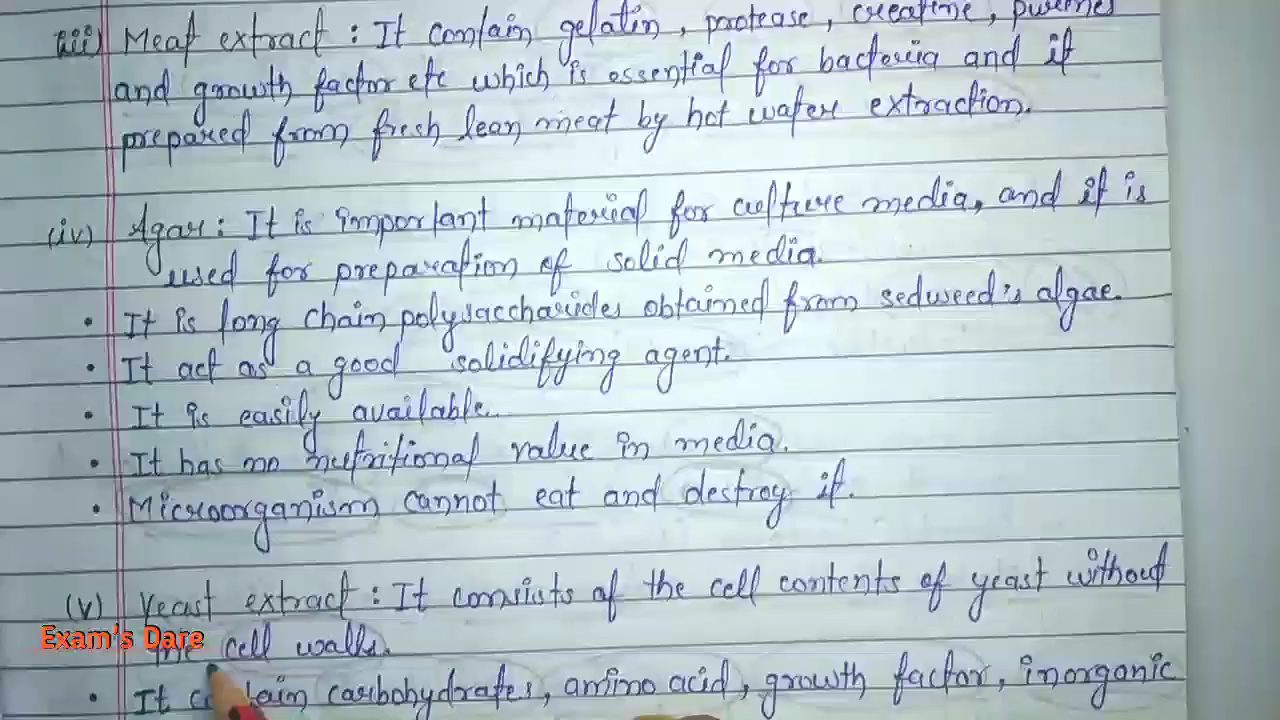 iii) Meat extract : It contain gelatin, protease, creatine, purines
and growth factor etc which is essential for bacteria and it
prepared from fresh lean meat by hot water extraction.
(iv) Agar : It is important material for culture media, and it is
used for preparation of solid media.
• It is long chain polysaccharides obtained from sedweed's algae.
• It act as a good solidifying agent.
• It is easily available.
• It has no nutritional value in media.
• Microorganism cannot eat and destroy it.
(v) Yeast extract : It consists of the cell contents of yeast without
Exam's Dare
the cell walls.
• It contain carbohydrates, amino acid, growth factor, inorganic